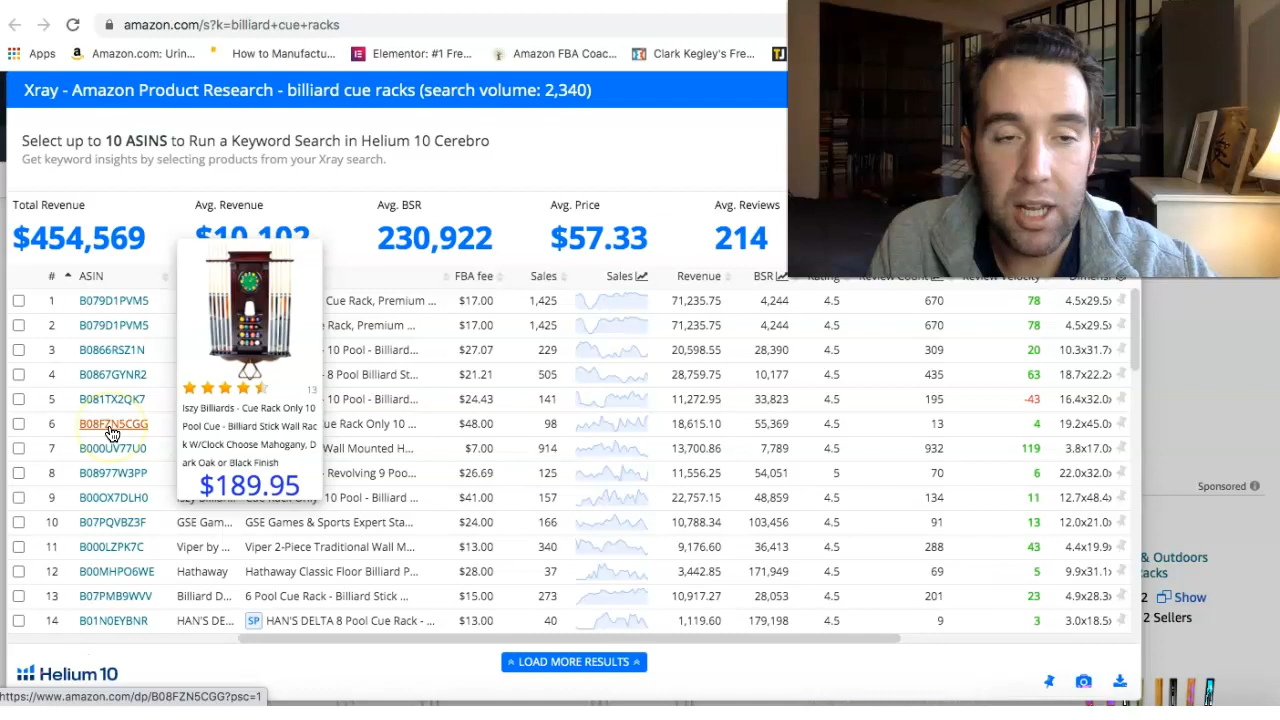 amazon.com/s?k=billiard+cue+racks
Apps Amazon.com: Urin... How to Manufactu... Elementor: #1 Fre... Amazon FBA Coac... Clark Kegley's Fre...
Xray - Amazon Product Research - billiard cue racks (search volume: 2,340)
Select up to 10 ASINS to Run a Keyword Search in Helium 10 Cerebro
Get keyword insights by selecting products from your Xray search.
Total Revenue Avg. Revenue Avg. BSR Avg. Price Avg. Reviews
$454,569 $10,102 230,922 $57.33 214
# ASIN FBA fee Sales Sales Revenue BSR Rating Review Count Review Velocity Dimensi
1 B079D1PVM5 Cue Rack, Premium ... $17.00 1,425 71,235.75 4,244 4.5 670 78 4.5x29.5
2 B079D1PVM5 e Rack, Premium ... $17.00 1,425 71,235.75 4,244 4.5 670 78 4.5x29.5
3 B0866RSZ1N - 10 Pool - Billiard... $27.07 229 20,598.55 28,390 4.5 309 20 10.3x31.7
4 B0867GYNR2 - 8 Pool Billiard St... $21.21 505 28,759.75 10,177 4.5 435 63 18.7x22.2
5 B081TX2QK7 - 10 Pool - Billiard... $24.43 141 11,272.95 33,823 4.5 195 -43 16.4x32.0
6 B08FZN5CGG ue Rack Only 10 ... $48.00 98 18,615.10 55,369 4.5 13 4 19.2x45.0
7 B000UV77U0 Wall Mounted H... $7.00 914 13,700.86 7,789 4.5 932 119 3.8x17.0
8 B08977W3PP - Revolving 9 Poo... $26.69 125 11,556.25 54,051 5 70 6 22.0x32.0
9 B00OX7DLH0 - 10 Pool - Billiard... $41.00 157 22,757.15 48,859 4.5 134 11 12.7x48.4
10 B07PQVBZ3F GSE Gam... GSE Games & Sports Expert Sta... $24.00 166 10,788.34 103,456 4.5 91 13 12.0x21.0
11 B000LZPK7C Viper by ... Viper 2-Piece Traditional Wall M... $13.00 340 9,176.60 36,413 4.5 288 43 4.4x19.9
12 B00MHPO6WE Hathaway Hathaway Classic Floor Billiard P... $28.00 37 3,442.85 171,949 4.5 69 5 9.9x31.1
13 B07PMB9WVV Billiard D... 6 Pool Cue Rack - Billiard Stick ... $15.00 273 10,917.27 28,053 4.5 201 23 4.9x28.3
14 B01N0EYBNR HAN'S DE... SP HAN'S DELTA 8 Pool Cue Rack - ... $13.00 40 1,119.60 179,198 4.5 9 3 3.0x18.5
13
Iszy Billiards - Cue Rack Only 10
Pool Cue - Billiard Stick Wall Rac
k W/Clock Choose Mahogany, D
ark Oak or Black Finish
$189.95
Sponsored
& Outdoors
acks
2 Show
2 Sellers
LOAD MORE RESULTS
Helium 10
https://www.amazon.com/dp/B08FZN5CGG?psc=1